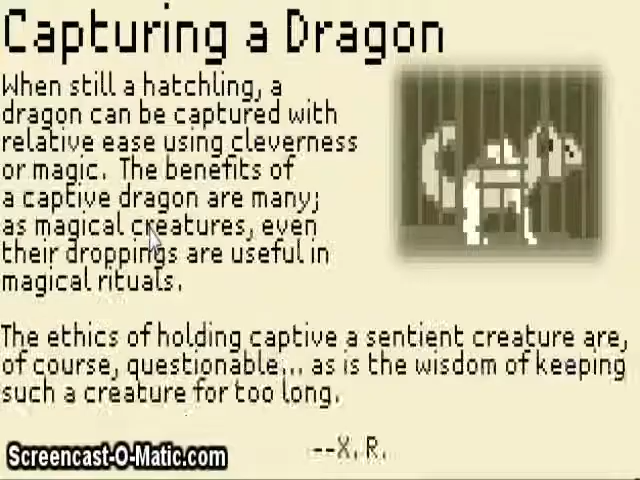 Capturing a Dragon
When still a hatchling, a
dragon can be captured with
relative ease using cleverness
or magic. The benefits of
a captive dragon are many;
as magical creatures, even
their droppings are useful in
magical rituals.
The ethics of holding captive a sentient creature are,
of course, questionable... as is the wisdom of keeping
such a creature for too long.
--X.R.
Screencast-O-Matic.com